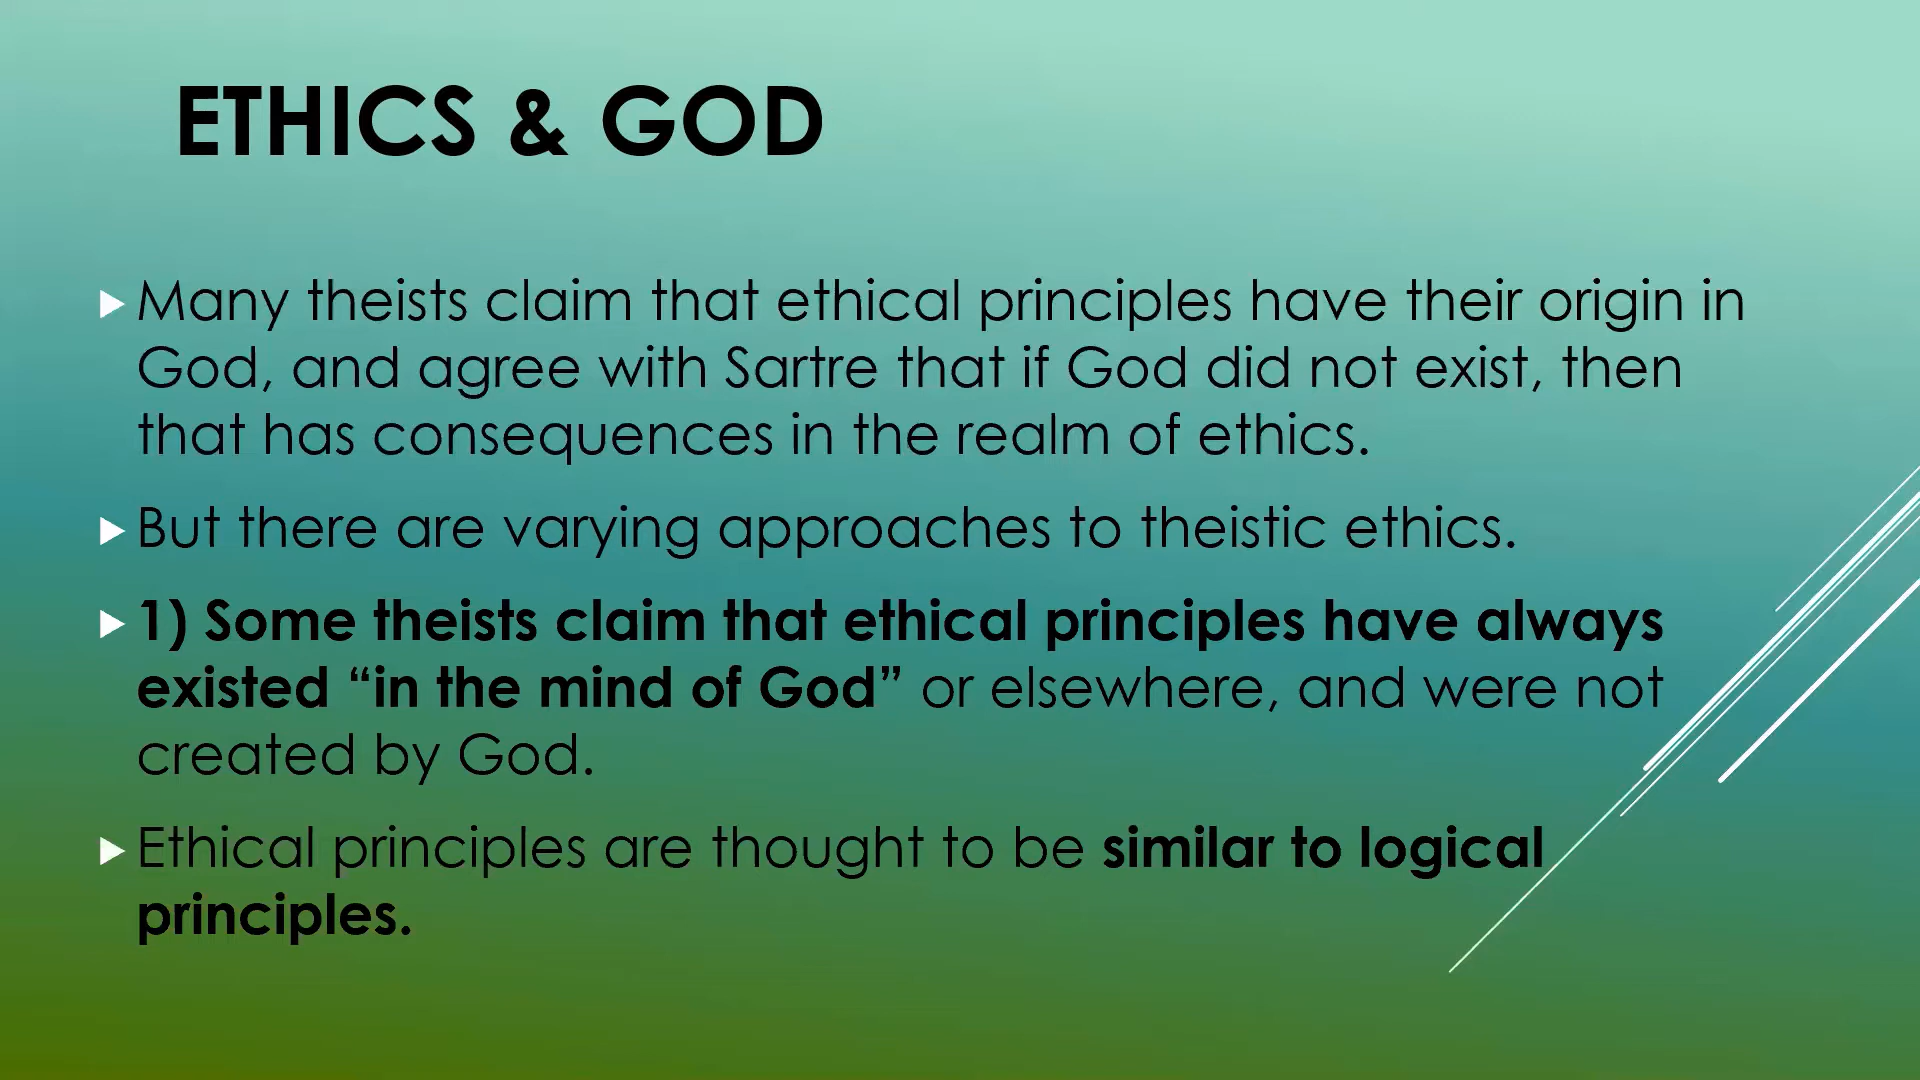 ETHICS & GOD
Many theists claim that ethical principles have their origin in
God, and agree with Sartre that if God did not exist, then
that has consequences in the realm of ethics.
But there are varying approaches to theistic ethics.
1) Some theists claim that ethical principles have always
existed “in the mind of God” or elsewhere, and were not
created by God.
Ethical principles are thought to be similar to logical
principles.